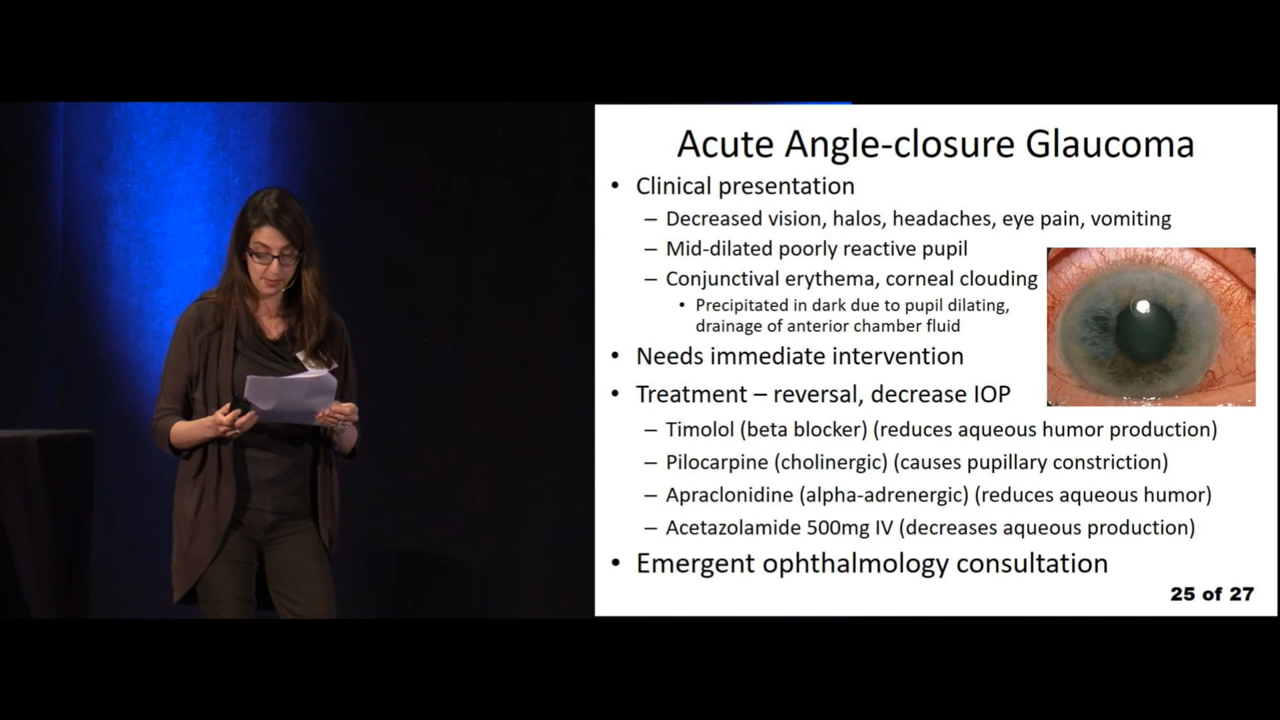 Acute Angle-closure Glaucoma
• Clinical presentation
– Decreased vision, halos, headaches, eye pain, vomiting
– Mid-dilated poorly reactive pupil
– Conjunctival erythema, corneal clouding
• Precipitated in dark due to pupil dilating,
drainage of anterior chamber fluid
• Needs immediate intervention
• Treatment – reversal, decrease IOP
– Timolol (beta blocker) (reduces aqueous humor production)
– Pilocarpine (cholinergic) (causes pupillary constriction)
– Apraclonidine (alpha-adrenergic) (reduces aqueous humor)
– Acetazolamide 500mg IV (decreases aqueous production)
• Emergent ophthalmology consultation
25 of 27